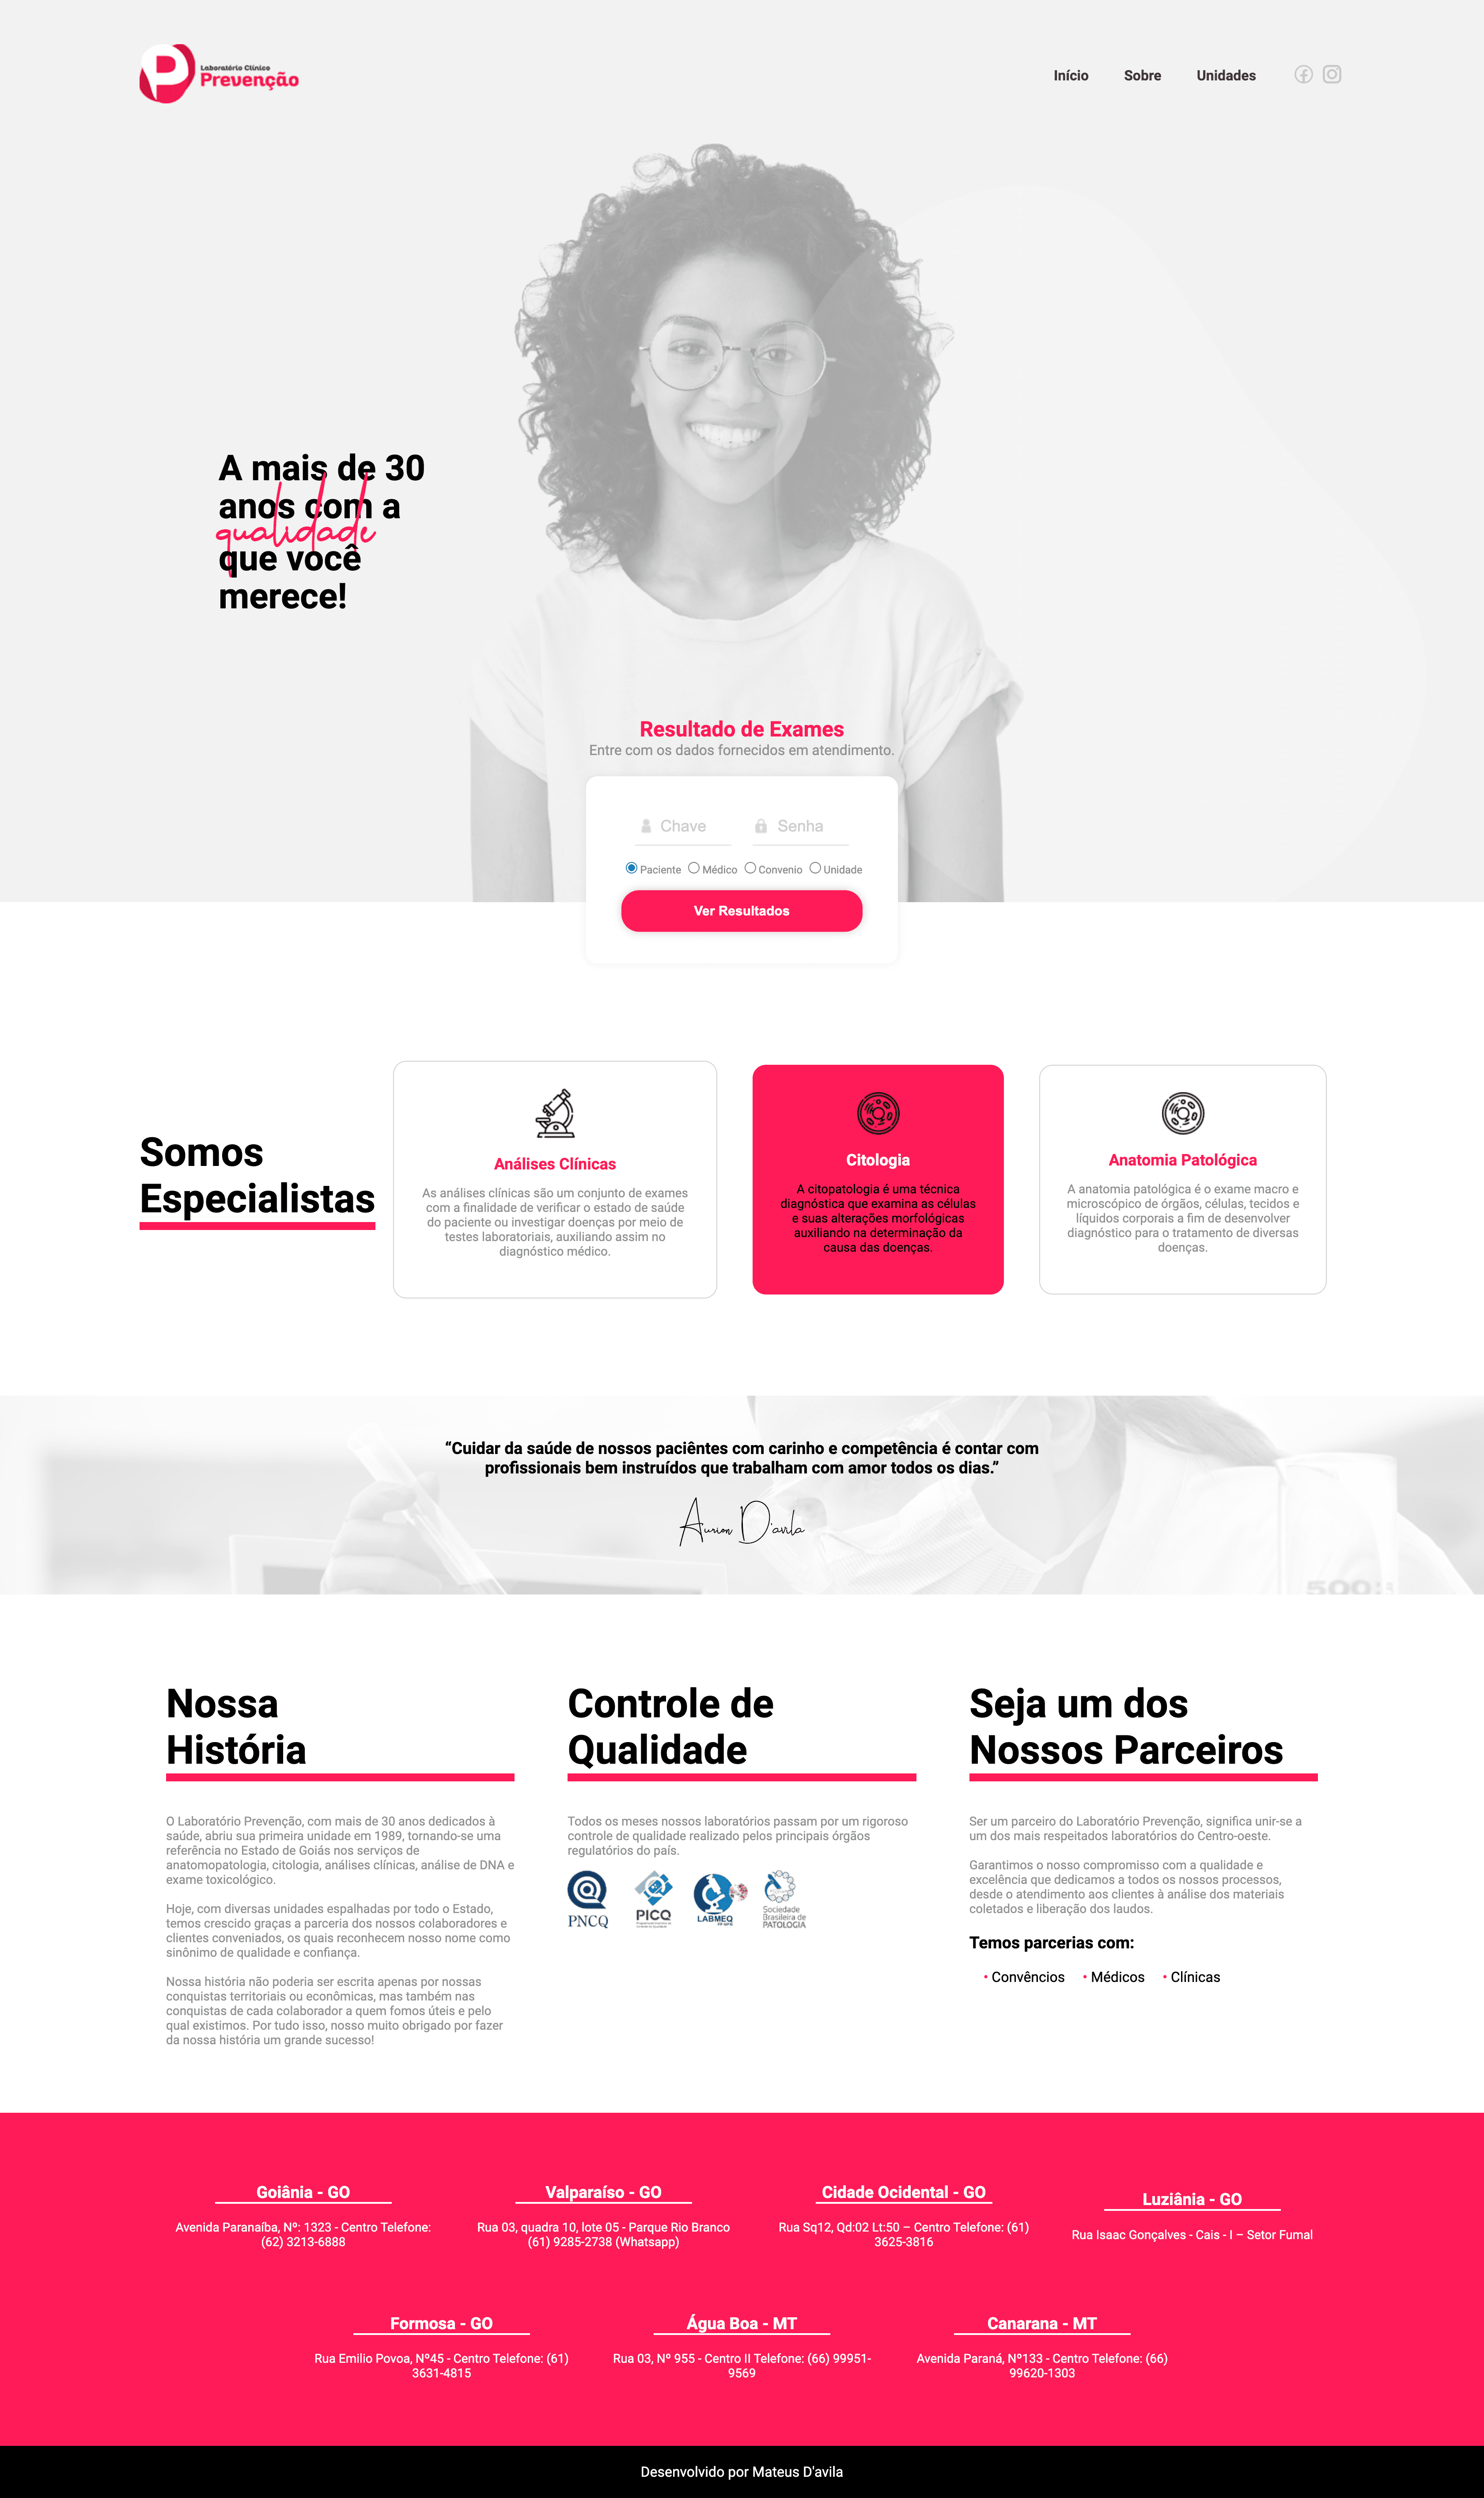 Laboratório Clínico
Prevenção
Início Sobre Unidades
A mais de 30
anos com a
qualidade
que você
merece!
Resultado de Exames
Entre com os dados fornecidos em atendimento.
Chave Senha
Paciente Médico Convenio Unidade
Ver Resultados
Somos
Especialistas
Análises Clínicas
As análises clínicas são um conjunto de exames
com a finalidade de verificar o estado de saúde
do paciente ou investigar doenças por meio de
testes laboratoriais, auxiliando assim no
diagnóstico médico.
Citologia
A citopatologia é uma técnica
diagnóstica que examina as células
e suas alterações morfológicas
auxiliando na determinação da
causa das doenças.
Anatomia Patológica
A anatomia patológica é o exame macro e
microscópico de órgãos, células, tecidos e
líquidos corporais a fim de desenvolver
diagnóstico para o tratamento de diversas
doenças.
“Cuidar da saúde de nossos paciêntes com carinho e competência é contar com
profissionais bem instruídos que trabalham com amor todos os dias.”
Aurion D'avila
500
Nossa
História
O Laboratório Prevenção, com mais de 30 anos dedicados à
saúde, abriu sua primeira unidade em 1989, tornando-se uma
referência no Estado de Goiás nos serviços de
anatomopatologia, citologia, análises clínicas, análise de DNA e
exame toxicológico.
Hoje, com diversas unidades espalhadas por todo o Estado,
temos crescido graças a parceria dos nossos colaboradores e
clientes conveniados, os quais reconhecem nosso nome como
sinônimo de qualidade e confiança.
Nossa história não poderia ser escrita apenas por nossas
conquistas territoriais ou econômicas, mas também nas
conquistas de cada colaborador a quem fomos úteis e pelo
qual existimos. Por tudo isso, nosso muito obrigado por fazer
da nossa história um grande sucesso!
Controle de
Qualidade
Todos os meses nossos laboratórios passam por um rigoroso
controle de qualidade realizado pelos principais órgãos
regulatórios do país.
PNCQ
PICQ
LABMEQ
Sociedade
Brasileira de
PATOLOGIA
Seja um dos
Nossos Parceiros
Ser um parceiro do Laboratório Prevenção, significa unir-se a
um dos mais respeitados laboratórios do Centro-oeste.
Garantimos o nosso compromisso com a qualidade e
excelência que dedicamos a todos os nossos processos,
desde o atendimento aos clientes à análise dos materiais
coletados e liberação dos laudos.
Temos parcerias com:
• Convêncios • Médicos • Clínicas
Goiânia - GO
Avenida Paranaíba, Nº: 1323 - Centro Telefone:
(62) 3213-6888
Valparaíso - GO
Rua 03, quadra 10, lote 05 - Parque Rio Branco
(61) 9285-2738 (Whatsapp)
Cidade Ocidental - GO
Rua Sq12, Qd:02 Lt:50 – Centro Telefone: (61)
3625-3816
Luziânia - GO
Rua Isaac Gonçalves - Cais - I – Setor Fumal
Formosa - GO
Rua Emilio Povoa, Nº45 - Centro Telefone: (61)
3631-4815
Água Boa - MT
Rua 03, Nº 955 - Centro II Telefone: (66) 99951-
9569
Canarana - MT
Avenida Paraná, Nº133 - Centro Telefone: (66)
99620-1303
Desenvolvido por Mateus D'avila